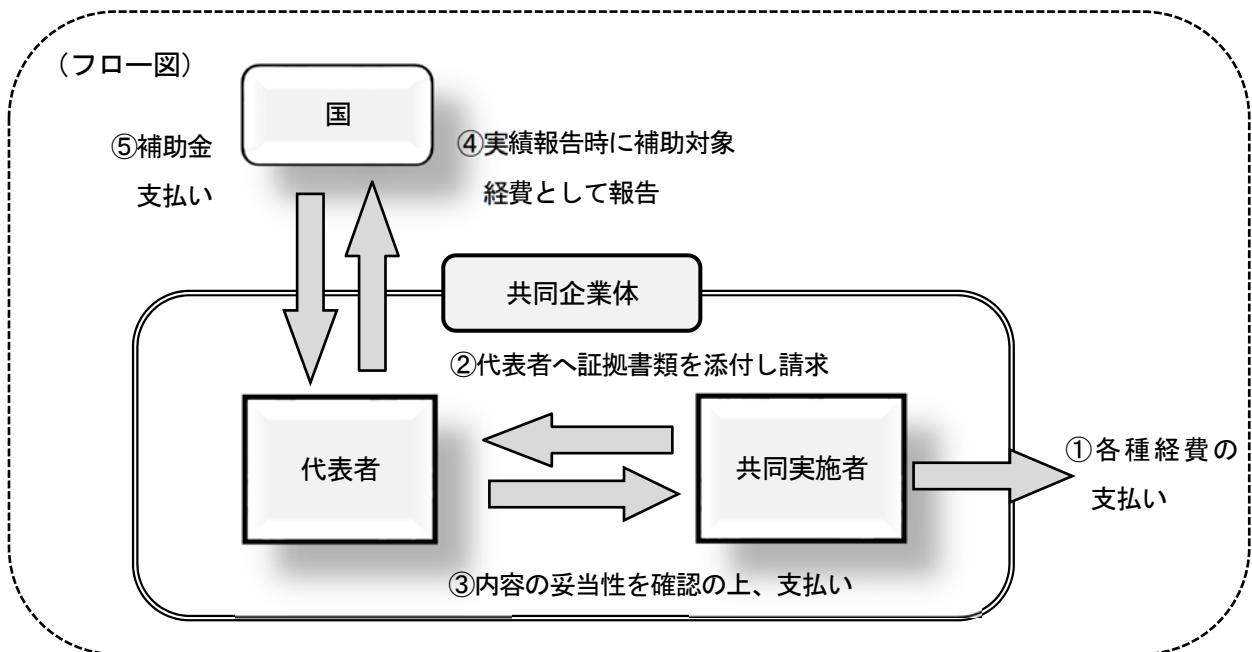 （フロー図）
国
⑤補助金
支払い
④実績報告時に補助対象
経費として報告
共同企業体
②代表者へ証拠書類を添付し請求
代表者
共同実施者
①各種経費の
支払い
③内容の妥当性を確認の上、支払い